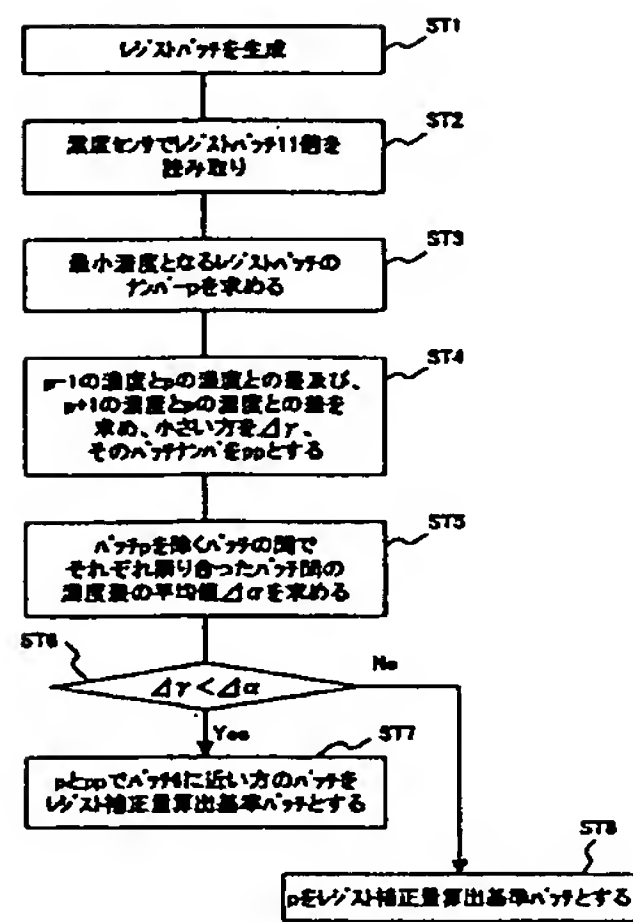 ST1
レジストパッチを生成
ST2
濃度センサでレジストパッチ11個を
読み取り
ST3
最小濃度となるレジストパッチの
ナンバーpを求める
ST4
p-1の濃度とpの濃度との差及び、
p+1の濃度とpの濃度との差を
求め、小さい方をΔγ、
そのパッチナンバをppとする
ST5
パッチpを除くパッチの間で
それぞれ隣り合ったパッチ間の
濃度差の平均値Δαを求める
ST6
Δγ<Δα
No
Yes
ST7
pとppでパッチ6に近い方のパッチを
レジスト補正量算出基準パッチとする
ST8
pをレジスト補正量算出基準パッチとする